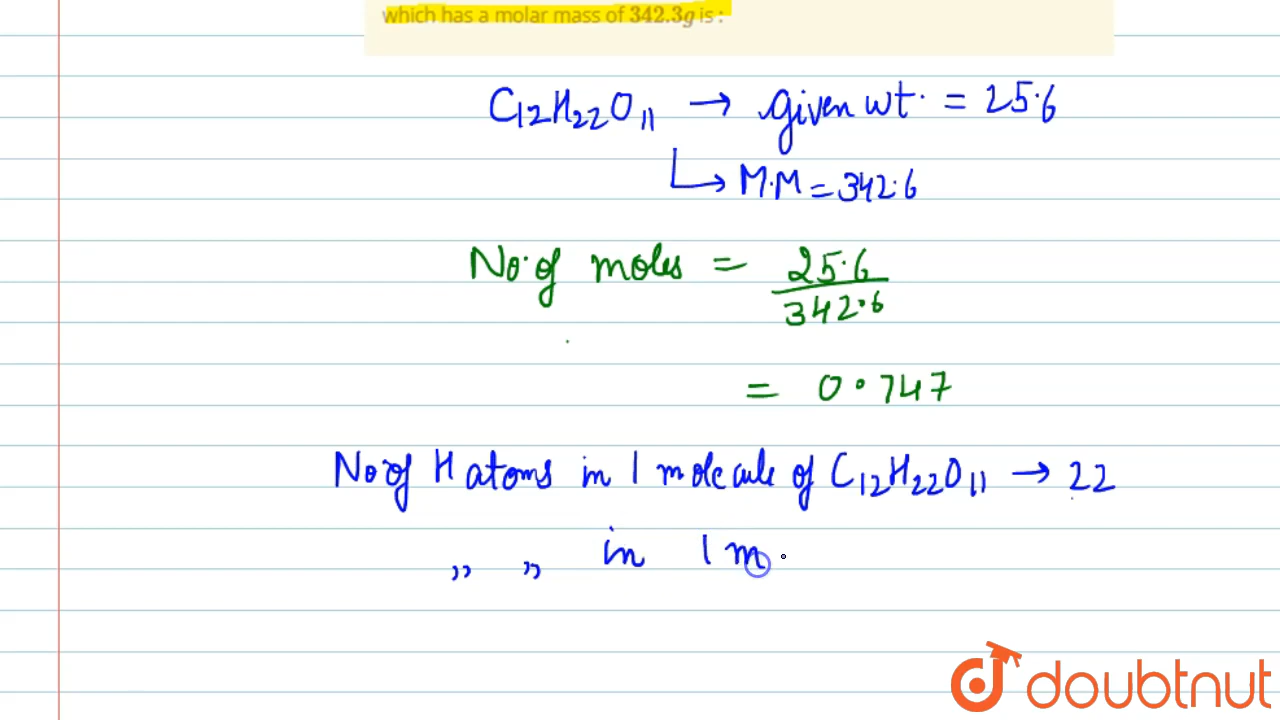 which has a molar mass of 342.3g is :
C12H22O11 → given wt. = 25.6
↳ M.M = 342.6
No. of moles = 25.6
342.6
= 0.747
No of H atoms in 1 molecule of C12H22O11 → 22
,, ,, in 1 m
doubtnut